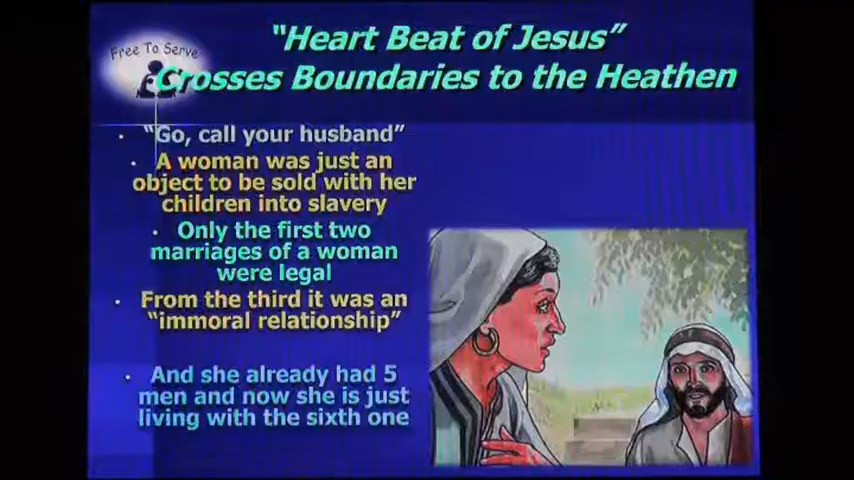 Free To Serve
"Heart Beat of Jesus"
Crosses Boundaries to the Heathen
• "Go, call your husband"
• A woman was just an
object to be sold with her
children into slavery
• Only the first two
marriages of a woman
were legal
• From the third it was an
"immoral relationship"
• And she already had 5
men and now she is just
living with the sixth one